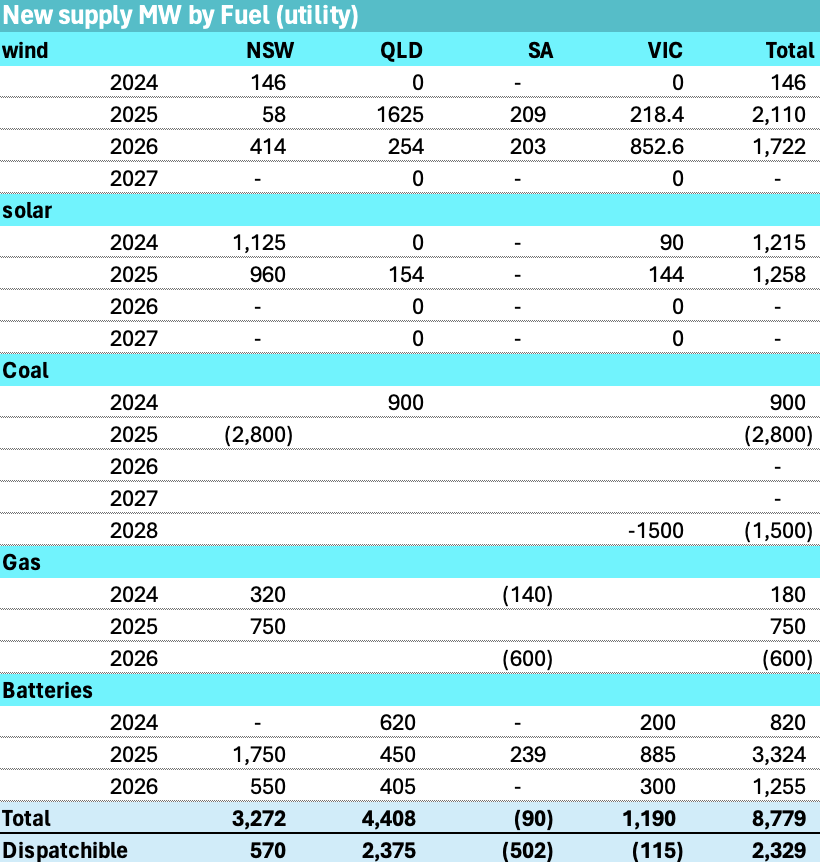 New supply MW by Fuel (utility)
wind NSW QLD SA VIC Total
2024 146 0 - 0 146
2025 58 1625 209 218.4 2,110
2026 414 254 203 852.6 1,722
2027 - 0 - 0 -
solar
2024 1,125 0 - 90 1,215
2025 960 154 - 144 1,258
2026 - 0 - 0 -
2027 - 0 - 0 -
Coal
2024 900 900
2025 (2,800) (2,800)
2026 -
2027 -
2028 -1500 (1,500)
Gas
2024 320 (140) 180
2025 750 750
2026 (600) (600)
Batteries
2024 - 620 - 200 820
2025 1,750 450 239 885 3,324
2026 550 405 - 300 1,255
Total 3,272 4,408 (90) 1,190 8,779
Dispatchible 570 2,375 (502) (115) 2,329